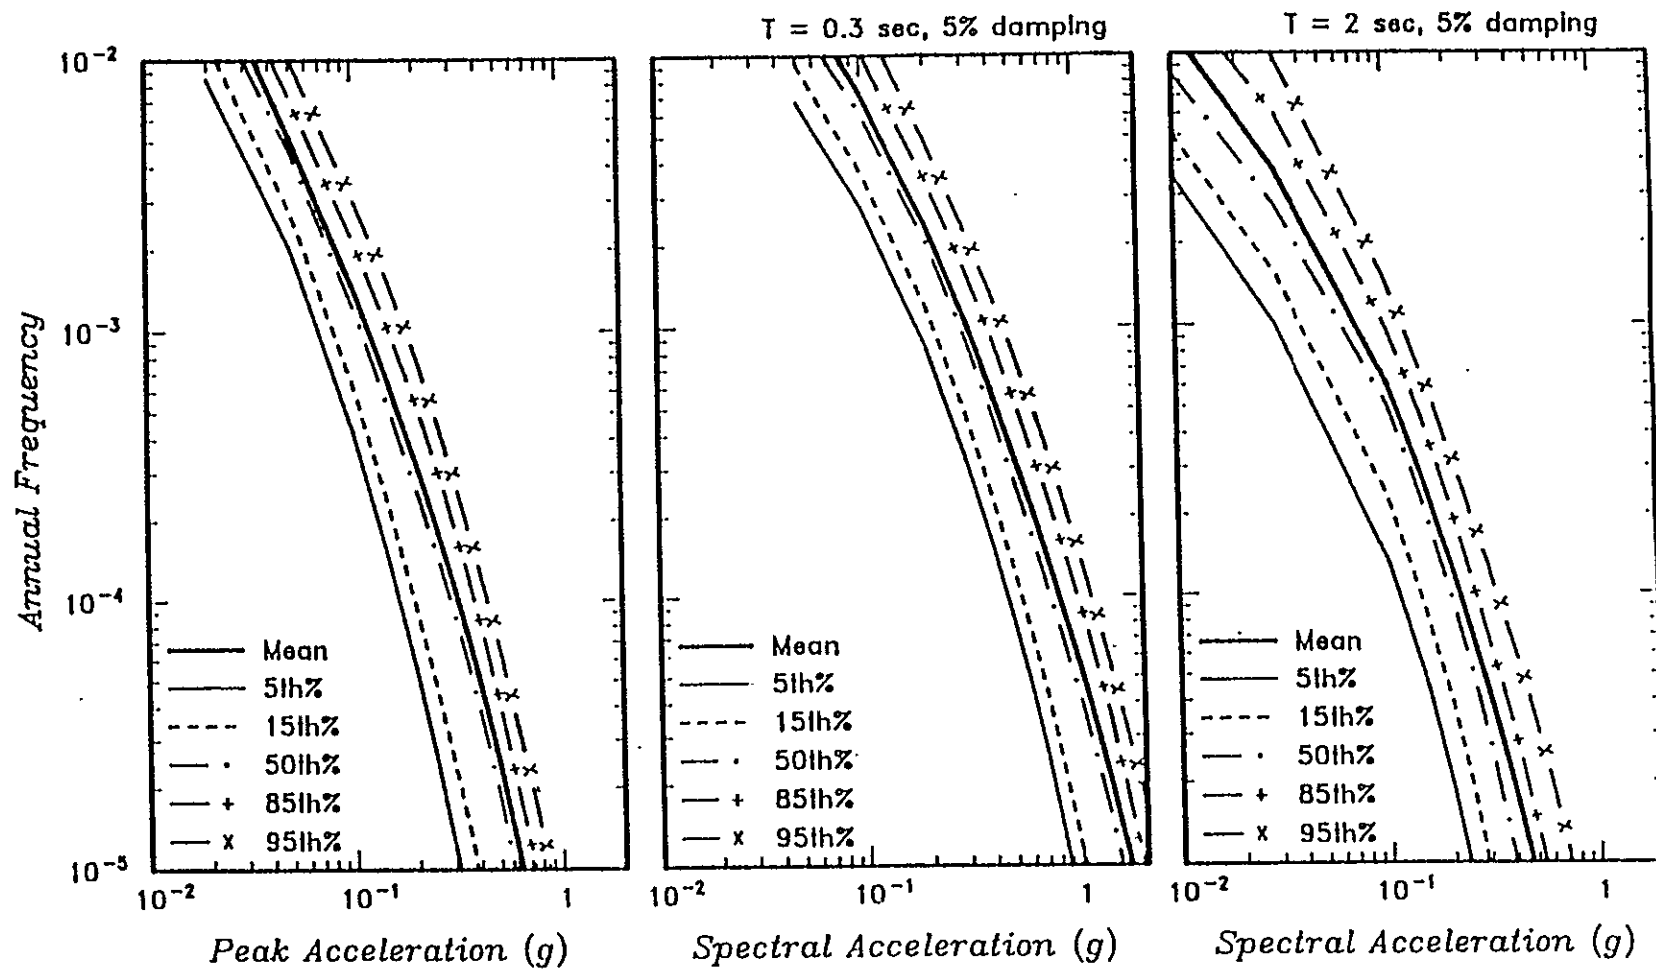 T = 0.3 sec, 5% damping
T = 2 sec, 5% damping
Annual Frequency
10⁻²
10⁻³
10⁻⁴
10⁻⁵
Mean
5th%
15th%
50th%
85th%
95th%
Mean
5th%
15th%
50th%
85th%
95th%
Mean
5th%
15th%
50th%
85th%
95th%
10⁻² 10⁻¹ 1
10⁻² 10⁻¹ 1
10⁻² 10⁻¹ 1
Peak Acceleration (g)
Spectral Acceleration (g)
Spectral Acceleration (g)